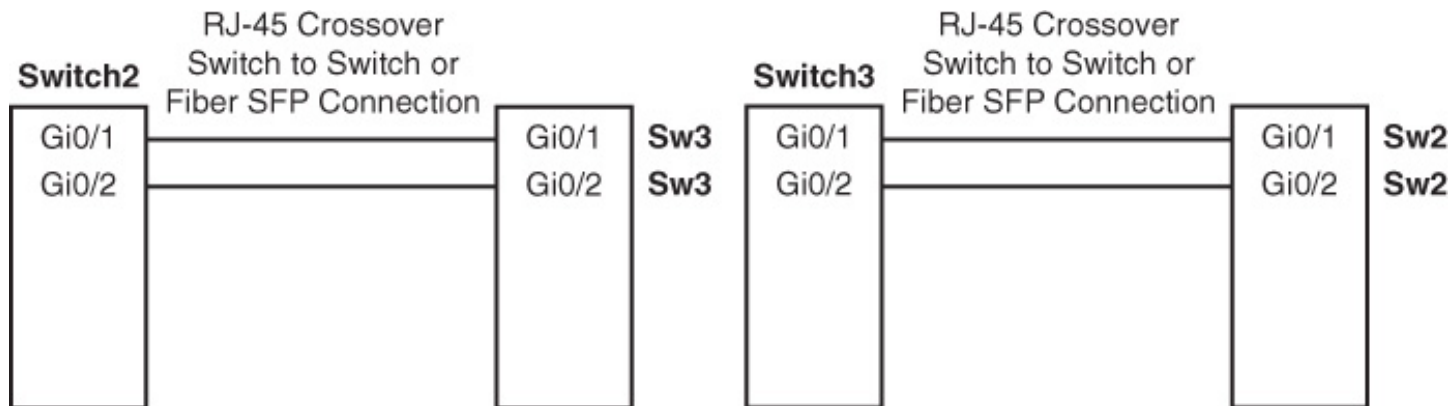 RJ-45 Crossover
Switch to Switch or
Fiber SFP Connection
Switch2
Gi0/1
Gi0/1
Sw3
Gi0/2
Gi0/2
Sw3
RJ-45 Crossover
Switch to Switch or
Fiber SFP Connection
Switch3
Gi0/1
Gi0/1
Sw2
Gi0/2
Gi0/2
Sw2